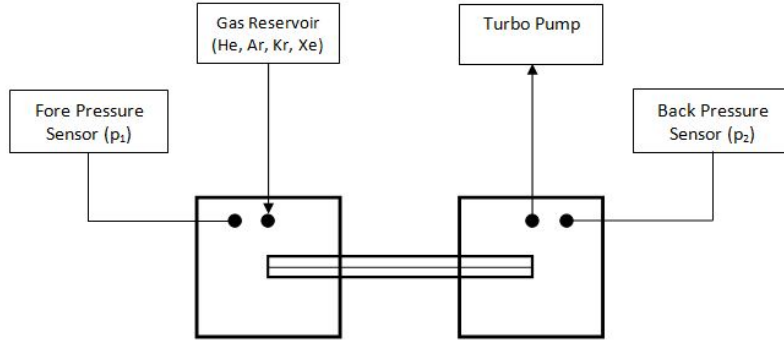 Gas Reservoir
(He, Ar, Kr, Xe)
Turbo Pump
Fore Pressure
Sensor (p₁)
Back Pressure
Sensor (p₂)